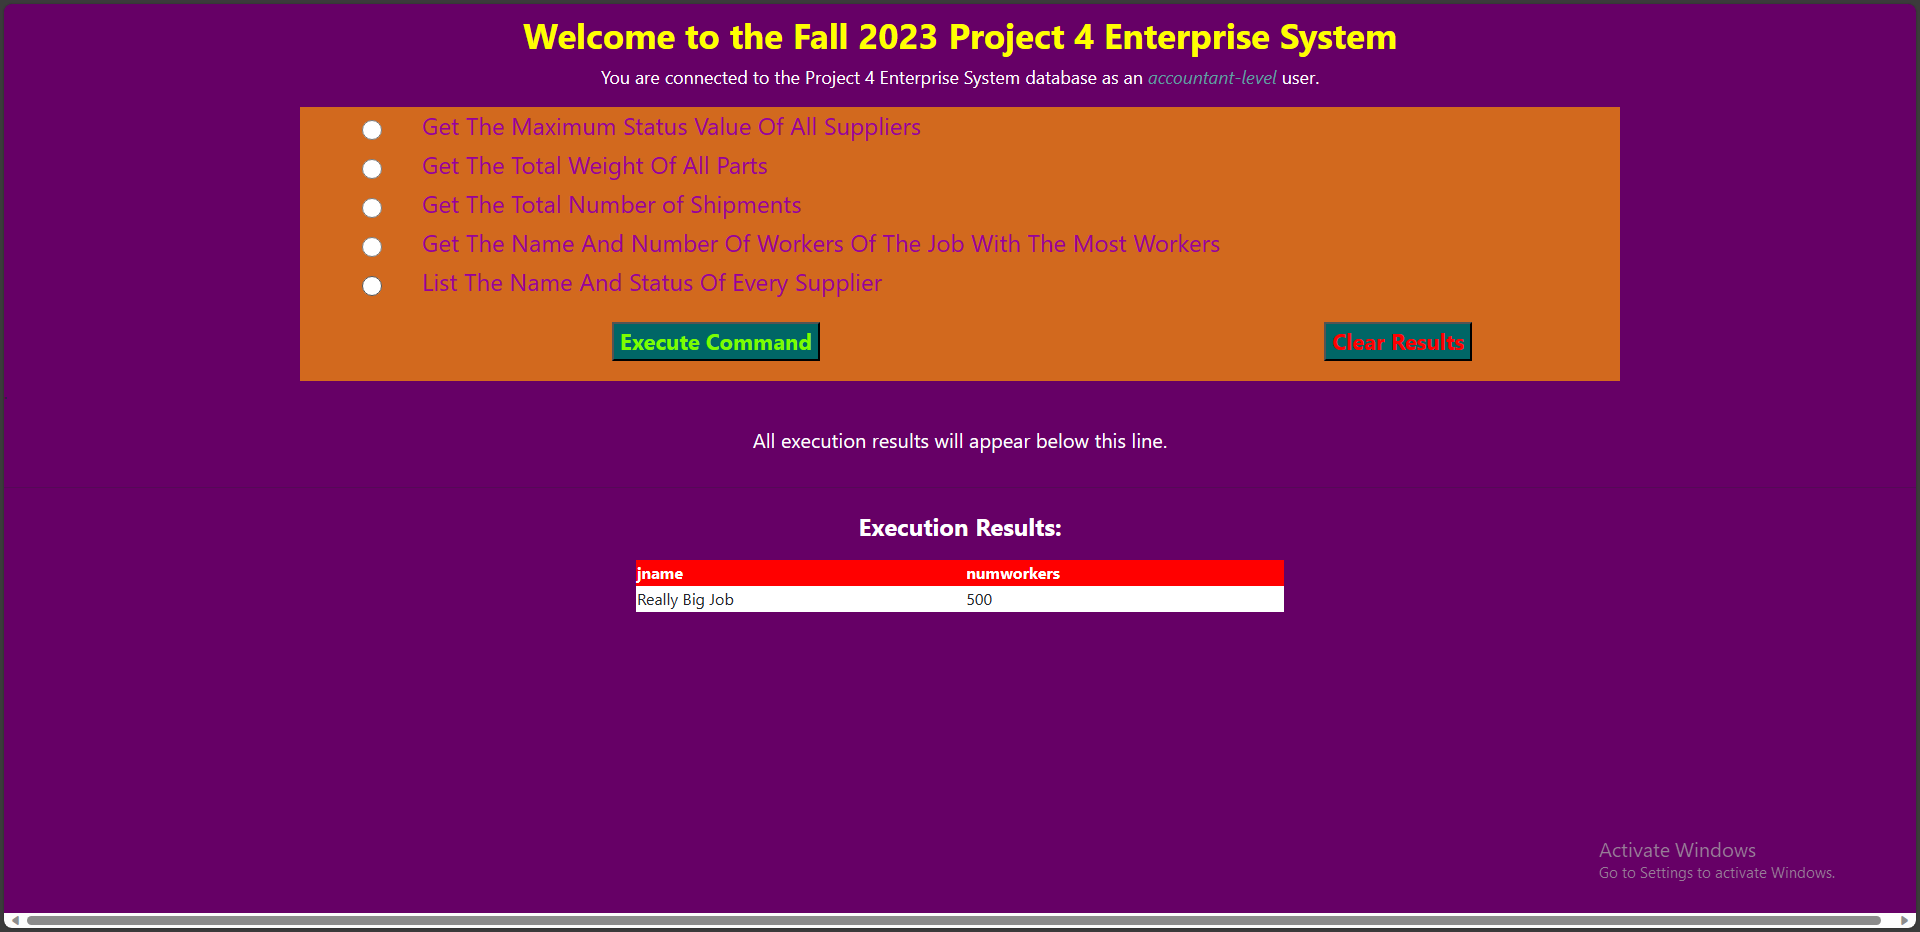 Welcome to the Fall 2023 Project 4 Enterprise System
You are connected to the Project 4 Enterprise System database as an accountant-level user.
Get The Maximum Status Value Of All Suppliers
Get The Total Weight Of All Parts
Get The Total Number of Shipments
Get The Name And Number Of Workers Of The Job With The Most Workers
List The Name And Status Of Every Supplier
Execute Command Clear Results
All execution results will appear below this line.
Execution Results:
jname numworkers
Really Big Job 500
Activate Windows
Go to Settings to activate Windows.